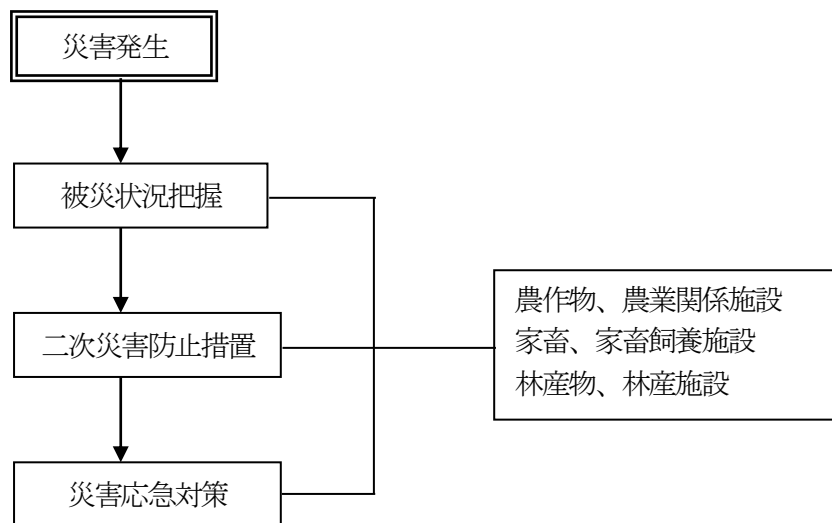 災害発生
被災状況把握
二次災害防止措置
災害応急対策
農作物、農業関係施設
家畜、家畜飼養施設
林産物、林産施設